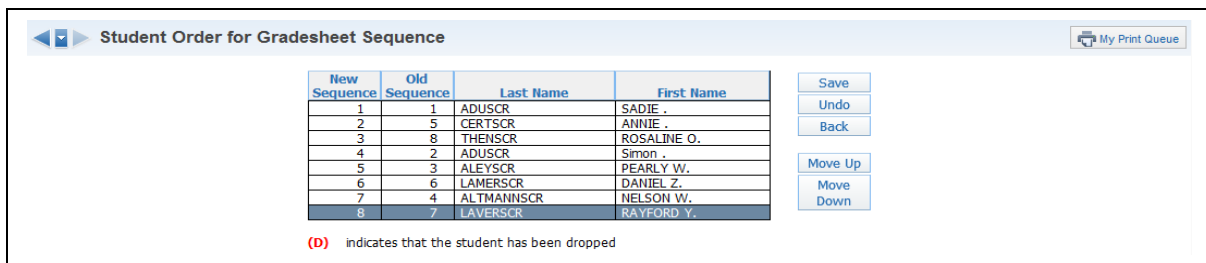 Student Order for Gradesheet Sequence
My Print Queue
New Sequence Old Sequence Last Name First Name
1 1 ADUSCR SADIE .
2 5 CERTSCR ANNIE .
3 8 THENSCR ROSALINE O.
4 2 ADUSCR Simon .
5 3 ALEYSCR PEARLY W.
6 6 LAMERSCR DANIEL Z.
7 4 ALTMANNSCR NELSON W.
8 7 LAVERSCR RAYFORD Y.
Save
Undo
Back
Move Up
Move
Down
(D) indicates that the student has been dropped